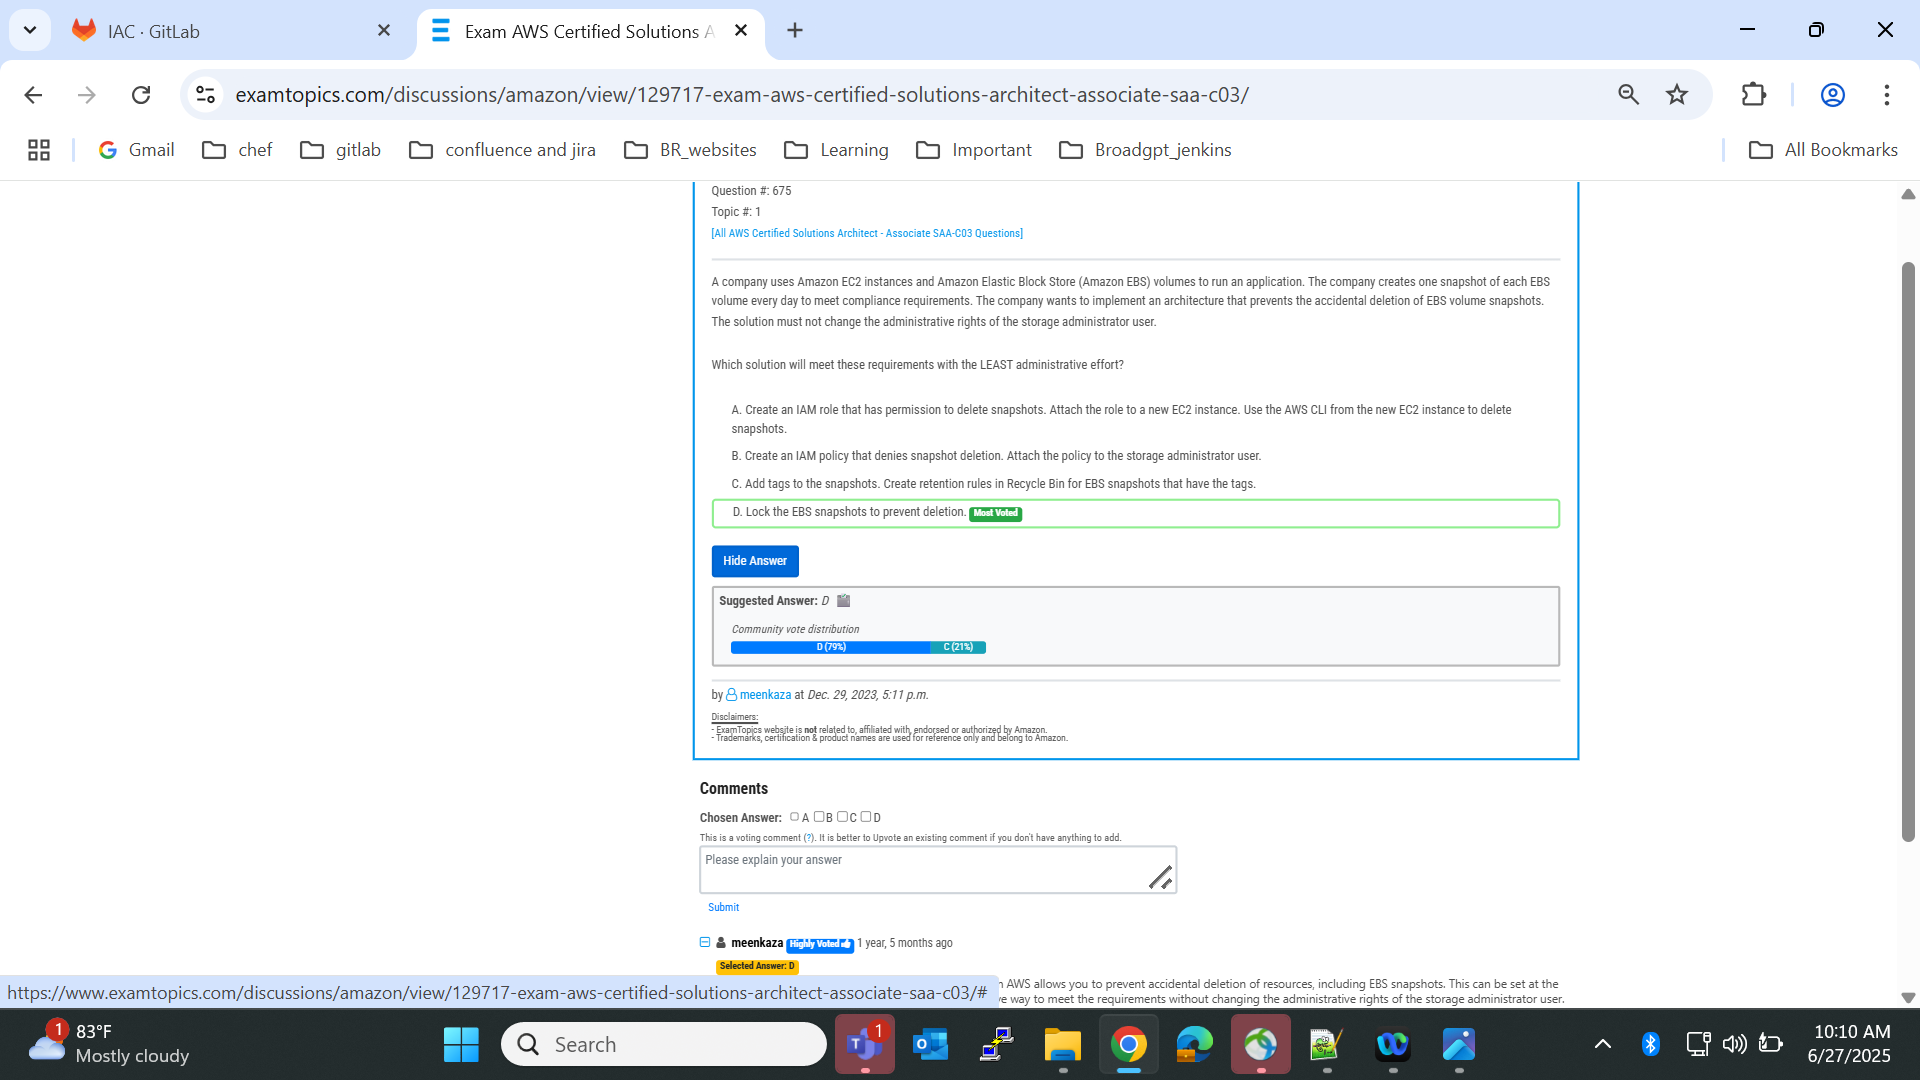 IAC · GitLab
Exam AWS Certified Solutions A
examtopics.com/discussions/amazon/view/129717-exam-aws-certified-solutions-architect-associate-saa-c03/
Gmail
chef
gitlab
confluence and jira
BR_websites
Learning
Important
Broadgpt_jenkins
All Bookmarks
Question #: 675
Topic #: 1
[All AWS Certified Solutions Architect - Associate SAA-C03 Questions]
A company uses Amazon EC2 instances and Amazon Elastic Block Store (Amazon EBS) volumes to run an application. The company creates one snapshot of each EBS
volume every day to meet compliance requirements. The company wants to implement an architecture that prevents the accidental deletion of EBS volume snapshots.
The solution must not change the administrative rights of the storage administrator user.
Which solution will meet these requirements with the LEAST administrative effort?
A. Create an IAM role that has permission to delete snapshots. Attach the role to a new EC2 instance. Use the AWS CLI from the new EC2 instance to delete
snapshots.
B. Create an IAM policy that denies snapshot deletion. Attach the policy to the storage administrator user.
C. Add tags to the snapshots. Create retention rules in Recycle Bin for EBS snapshots that have the tags.
D. Lock the EBS snapshots to prevent deletion. Most Voted
Hide Answer
Suggested Answer: D
Community vote distribution
D (79%) C (21%)
by meenkaza at Dec. 29, 2023, 5:11 p.m.
Disclaimers:
- ExamTopics website is not related to, affiliated with, endorsed or authorized by Amazon.
- Trademarks, certification & product names are used for reference only and belong to Amazon.
Comments
Chosen Answer: A B C D
This is a voting comment (?). It is better to Upvote an existing comment if you don't have anything to add.
Please explain your answer
Submit
meenkaza Highly Voted 1 year, 5 months ago
Selected Answer: D
AWS allows you to prevent accidental deletion of resources, including EBS snapshots. This can be set at the
way to meet the requirements without changing the administrative rights of the storage administrator user.
https://www.examtopics.com/discussions/amazon/view/129717-exam-aws-certified-solutions-architect-associate-saa-c03/#
1
83°F
Mostly cloudy
Search
1
10:10 AM
6/27/2025